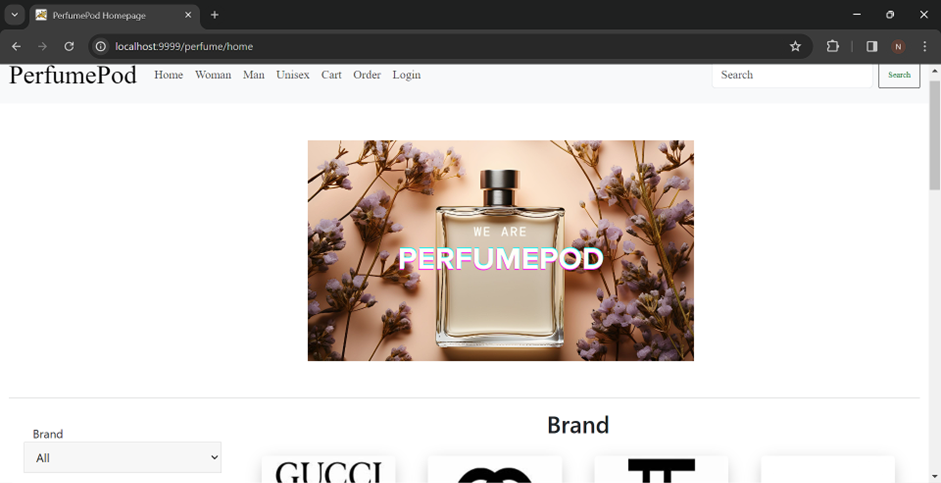 PerfumePod Homepage
localhost:9999/perfume/home
N
PerfumePod Home Woman Man Unisex Cart Order Login Search Search
WE ARE
PERFUMEPOD
Brand
Brand
All
GUCCI